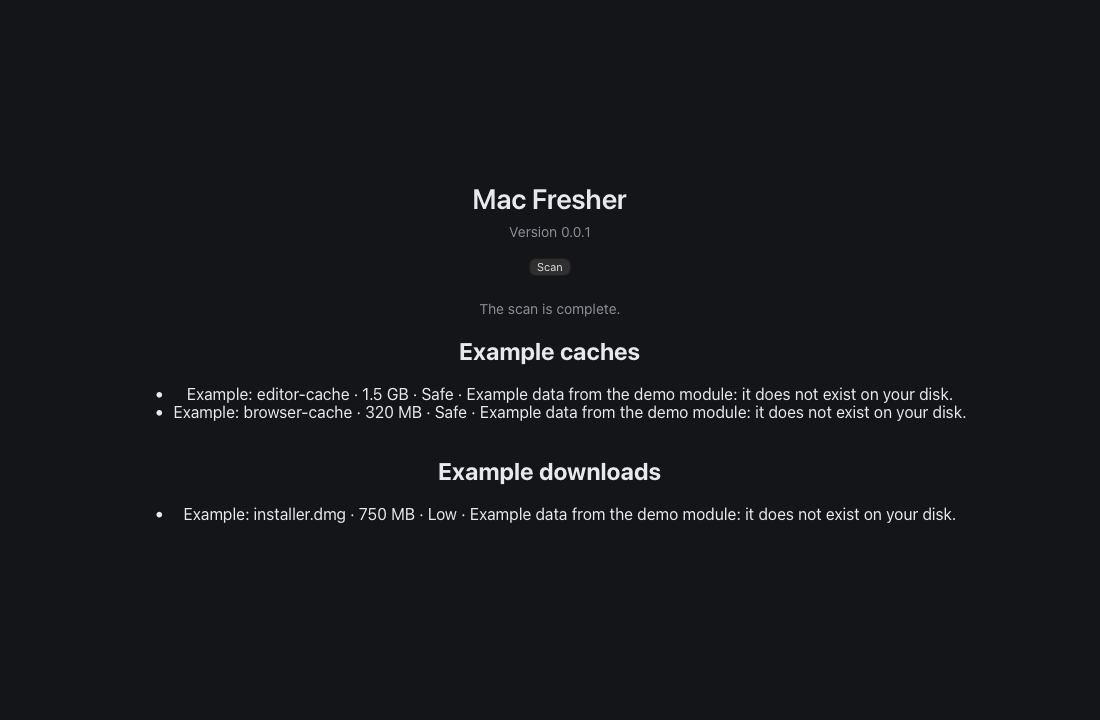 Mac Fresher
Version 0.0.1
Scan
The scan is complete.
Example caches
• Example: editor-cache · 1.5 GB · Safe · Example data from the demo module: it does not exist on your disk.
• Example: browser-cache · 320 MB · Safe · Example data from the demo module: it does not exist on your disk.
Example downloads
• Example: installer.dmg · 750 MB · Low · Example data from the demo module: it does not exist on your disk.